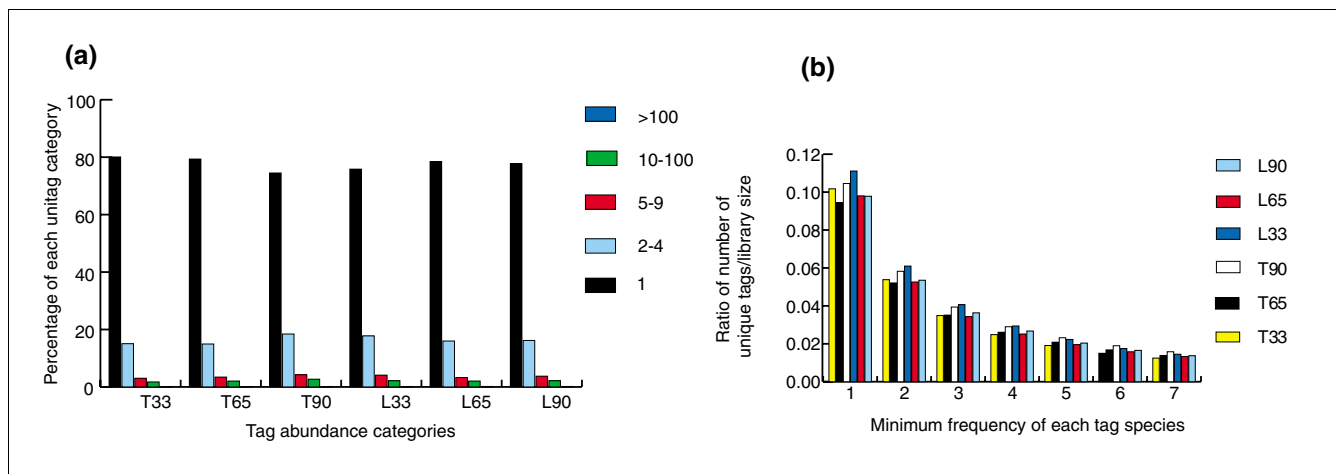 (a)
Percentage of each unitag category
100
80
60
40
20
0
T33 T65 T90 L33 L65 L90
Tag abundance categories
>100
10-100
5-9
2-4
1
(b)
Ratio of number of
unique tags/library size
0.12
0.10
0.08
0.06
0.04
0.02
0.00
1 2 3 4 5 6 7
Minimum frequency of each tag species
L90
L65
L33
T90
T65
T33